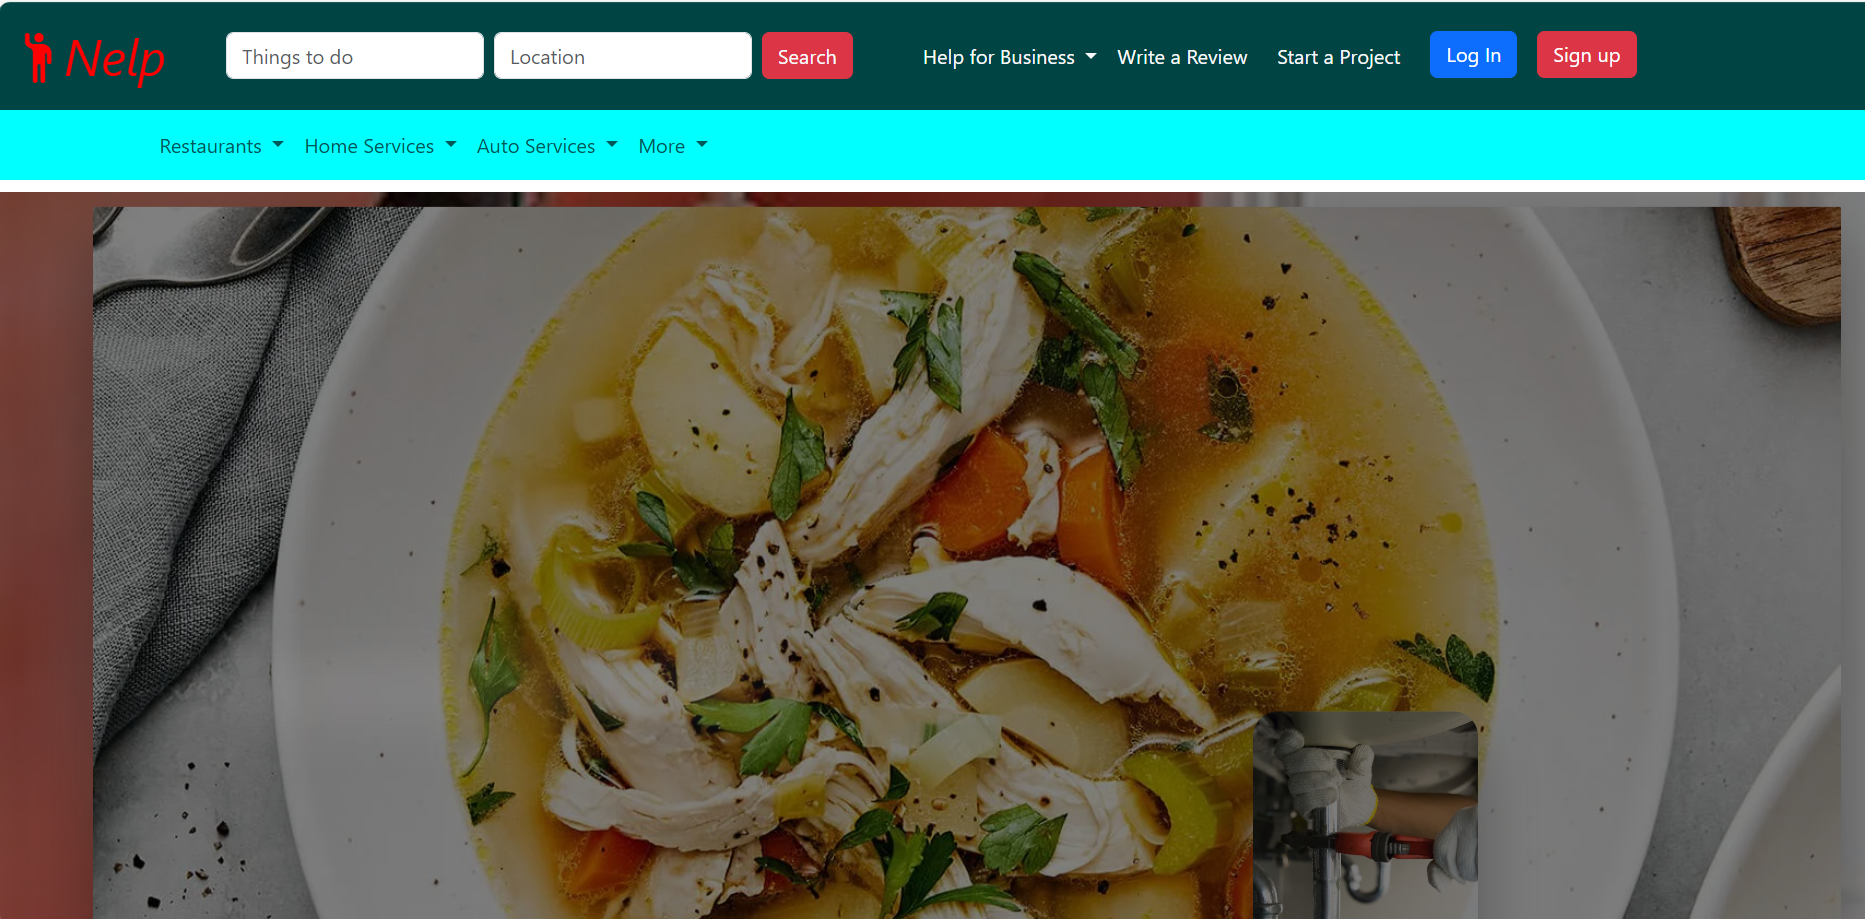 Nelp
Things to do
Location
Search
Help for Business
Write a Review
Start a Project
Log In
Sign up
Restaurants
Home Services
Auto Services
More